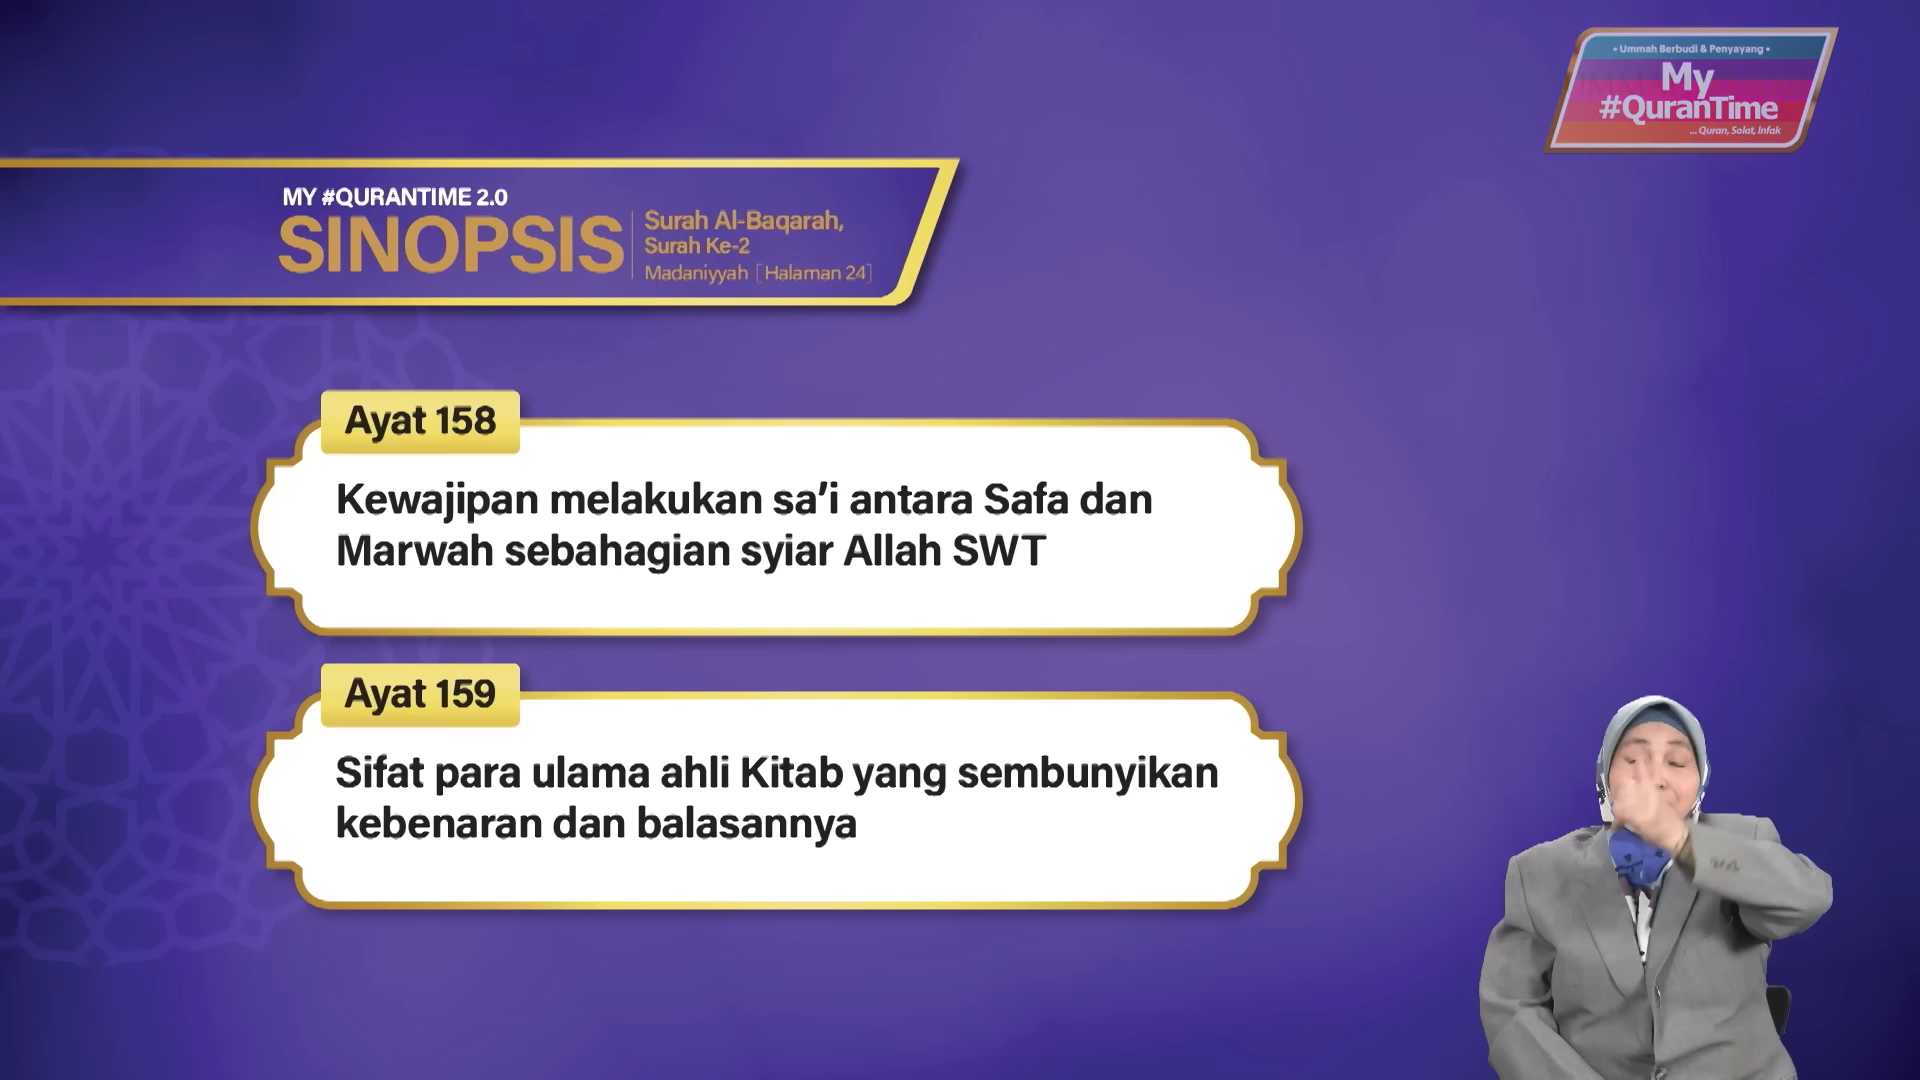 • Ummah Berbudi & Penyayang •
My
#QuranTime
... Quran, Solat, Infak
MY #QURANTIME 2.0
SINOPSIS
Surah Al-Baqarah,
Surah Ke-2
Madaniyyah [Halaman 24]
Ayat 158
Kewajipan melakukan sa’i antara Safa dan
Marwah sebahagian syiar Allah SWT
Ayat 159
Sifat para ulama ahli Kitab yang sembunyikan
kebenaran dan balasannya